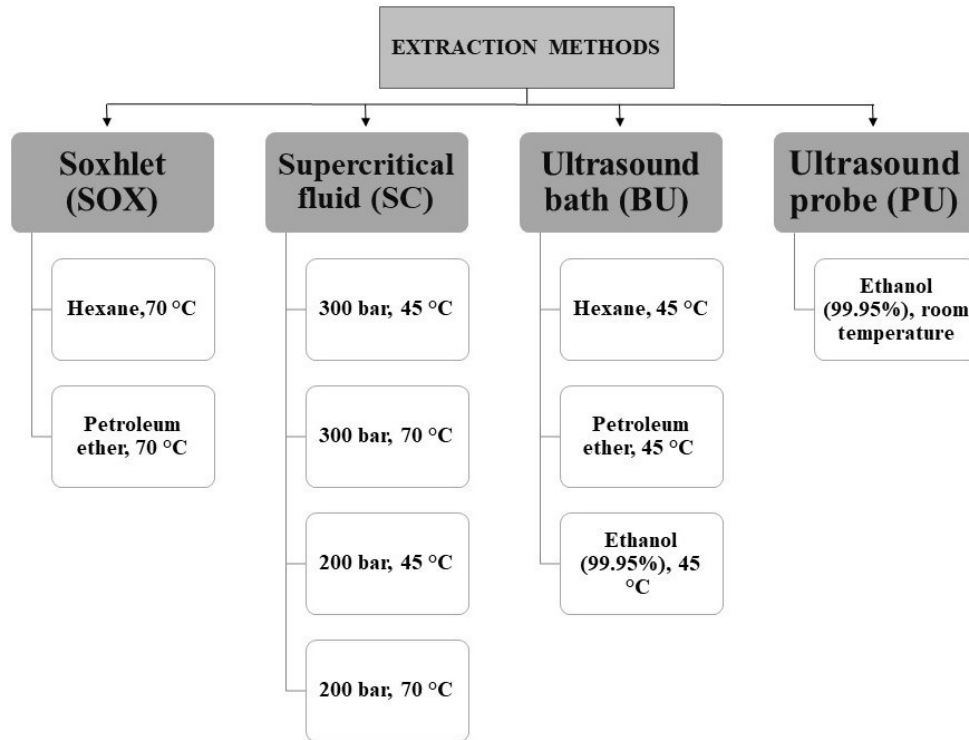 EXTRACTION METHODS
Soxhlet
(SOX)
Hexane,70 °C
Petroleum
ether, 70 °C
Supercritical
fluid (SC)
300 bar, 45 °C
300 bar, 70 °C
200 bar, 45 °C
200 bar, 70 °C
Ultrasound
bath (BU)
Hexane, 45 °C
Petroleum
ether, 45 °C
Ethanol
(99.95%), 45
°C
Ultrasound
probe (PU)
Ethanol
(99.95%), room
temperature